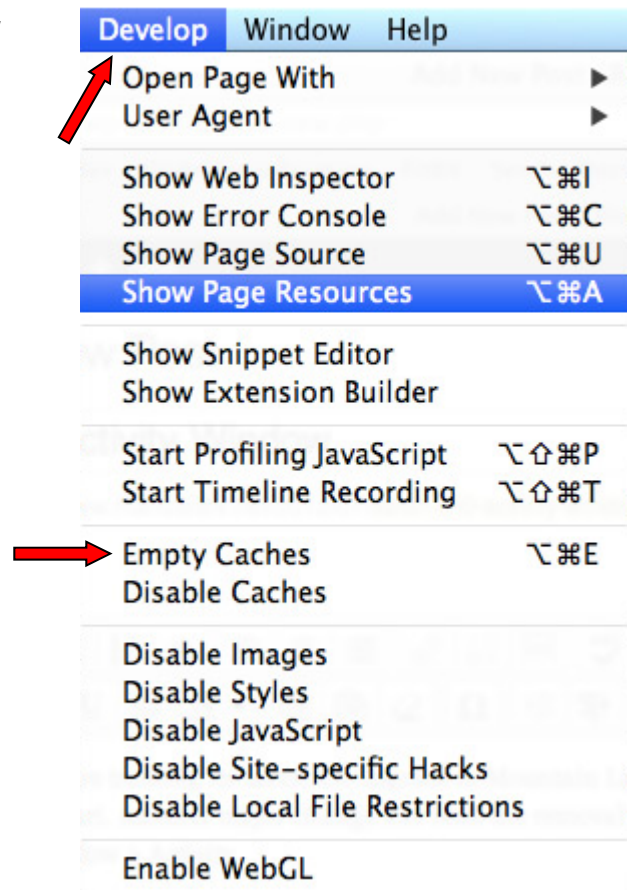 Develop Window Help
Open Page With ▶
User Agent ▶
Show Web Inspector ⌥⌘I
Show Error Console ⌥⌘C
Show Page Source ⌥⌘U
Show Page Resources ⌥⌘A
Show Snippet Editor
Show Extension Builder
Start Profiling JavaScript ⌥⇧⌘P
Start Timeline Recording ⌥⇧⌘T
Empty Caches ⌥⌘E
Disable Caches
Disable Images
Disable Styles
Disable JavaScript
Disable Site-specific Hacks
Disable Local File Restrictions
Enable WebGL